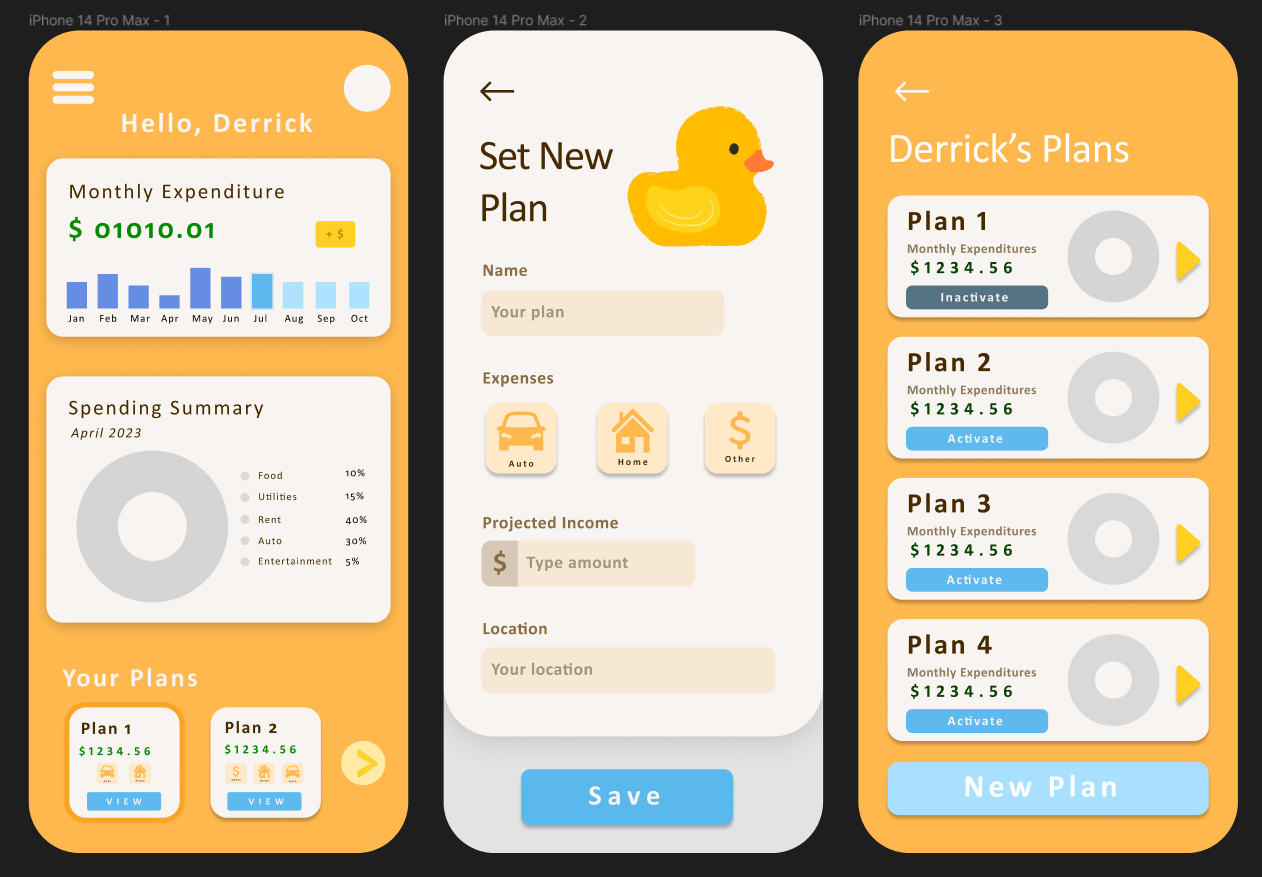 iPhone 14 Pro Max - 1
Hello, Derrick
Monthly Expenditure
$ 01010.01
+ $
Jan Feb Mar Apr May Jun Jul Aug Sep Oct
Spending Summary
April 2023
Food 10%
Utilities 15%
Rent 40%
Auto 30%
Entertainment 5%
Your Plans
Plan 1
$1234.56
Auto Home
VIEW
Plan 2
$1234.56
Other Home Auto
VIEW
iPhone 14 Pro Max - 2
Set New
Plan
Name
Your plan
Expenses
Auto Home Other
Projected Income
$ Type amount
Location
Your location
Save
iPhone 14 Pro Max - 3
Derrick’s Plans
Plan 1
Monthly Expenditures
$1234.56
Inactivate
Plan 2
Monthly Expenditures
$1234.56
Activate
Plan 3
Monthly Expenditures
$1234.56
Activate
Plan 4
Monthly Expenditures
$1234.56
Activate
New Plan